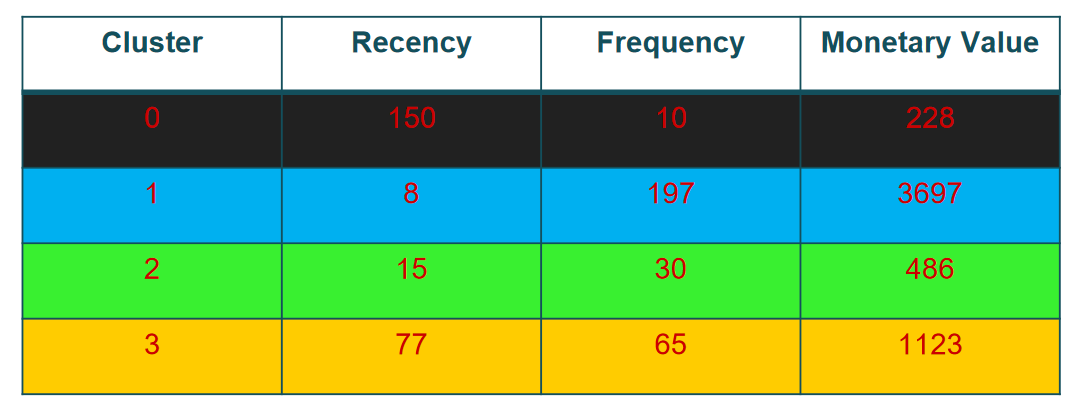 Cluster Recency Frequency Monetary Value
0 150 10 228
1 8 197 3697
2 15 30 486
3 77 65 1123